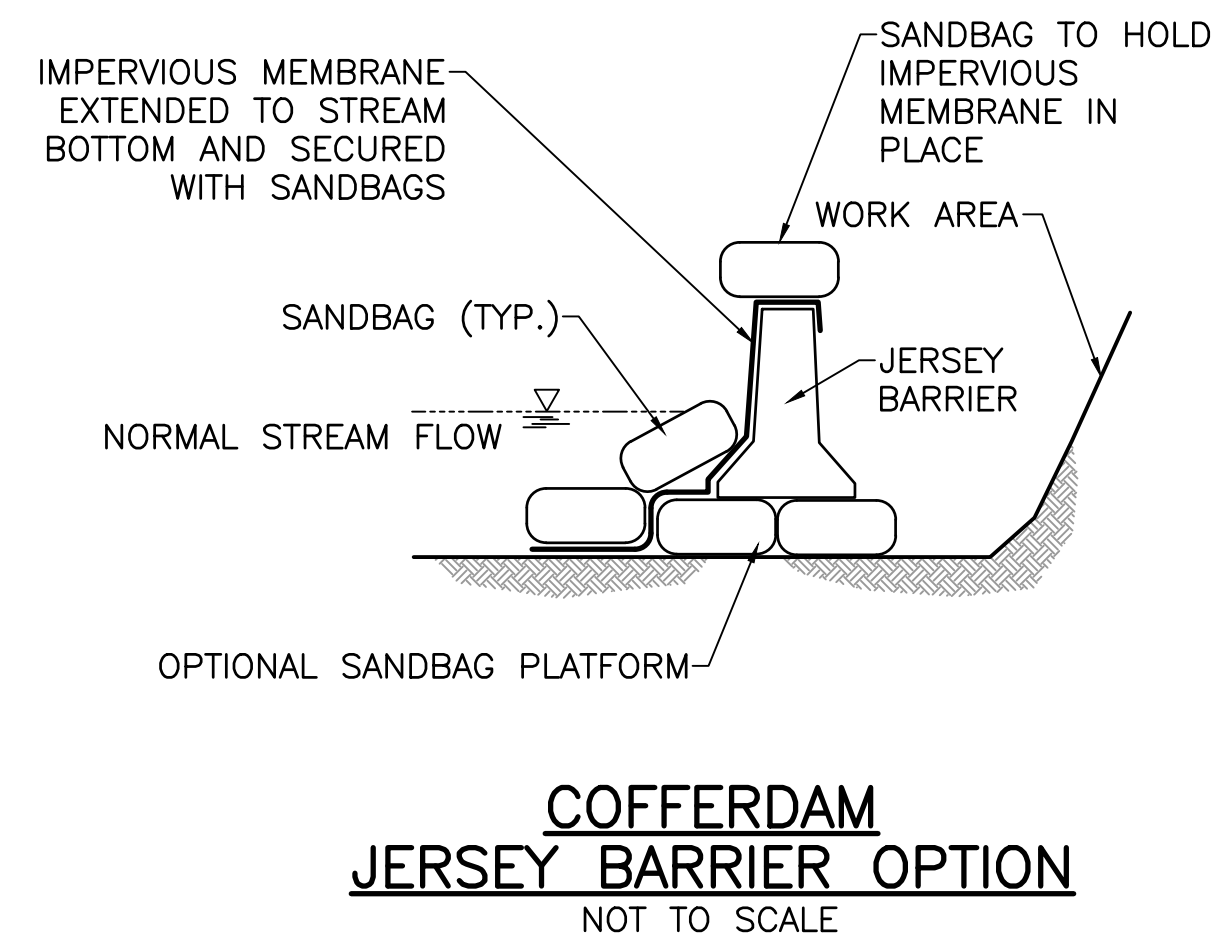 IMPERVIOUS MEMBRANE
EXTENDED TO STREAM
BOTTOM AND SECURED
WITH SANDBAGS
SANDBAG TO HOLD
IMPERVIOUS
MEMBRANE IN
PLACE
WORK AREA
SANDBAG (TYP.)
JERSEY
BARRIER
NORMAL STREAM FLOW
OPTIONAL SANDBAG PLATFORM
COFFERDAM
JERSEY BARRIER OPTION
NOT TO SCALE